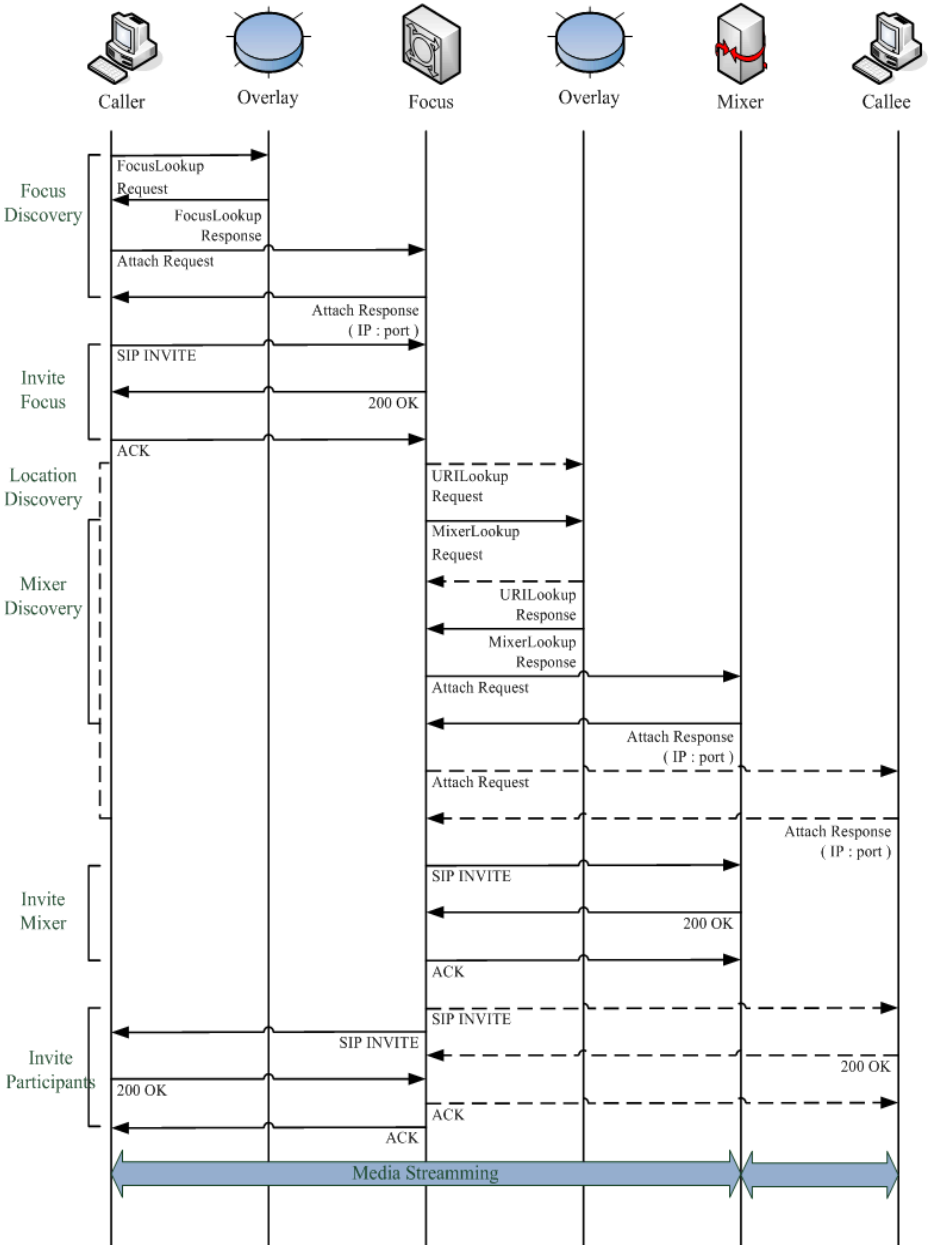 Caller
Overlay
Focus
Overlay
Mixer
Callee
Focus
Discovery
FocusLookup
Request
FocusLookup
Response
Attach Request
Attach Response
( IP : port )
Invite
Focus
SIP INVITE
200 OK
ACK
Location
Discovery
URILookup
Request
Mixer
Discovery
MixerLookup
Request
URILookup
Response
MixerLookup
Response
Attach Request
Attach Response
( IP : port )
Attach Request
Attach Response
( IP : port )
Invite
Mixer
SIP INVITE
200 OK
ACK
Invite
Participants
SIP INVITE
SIP INVITE
200 OK
200 OK
ACK
ACK
Media Streamming